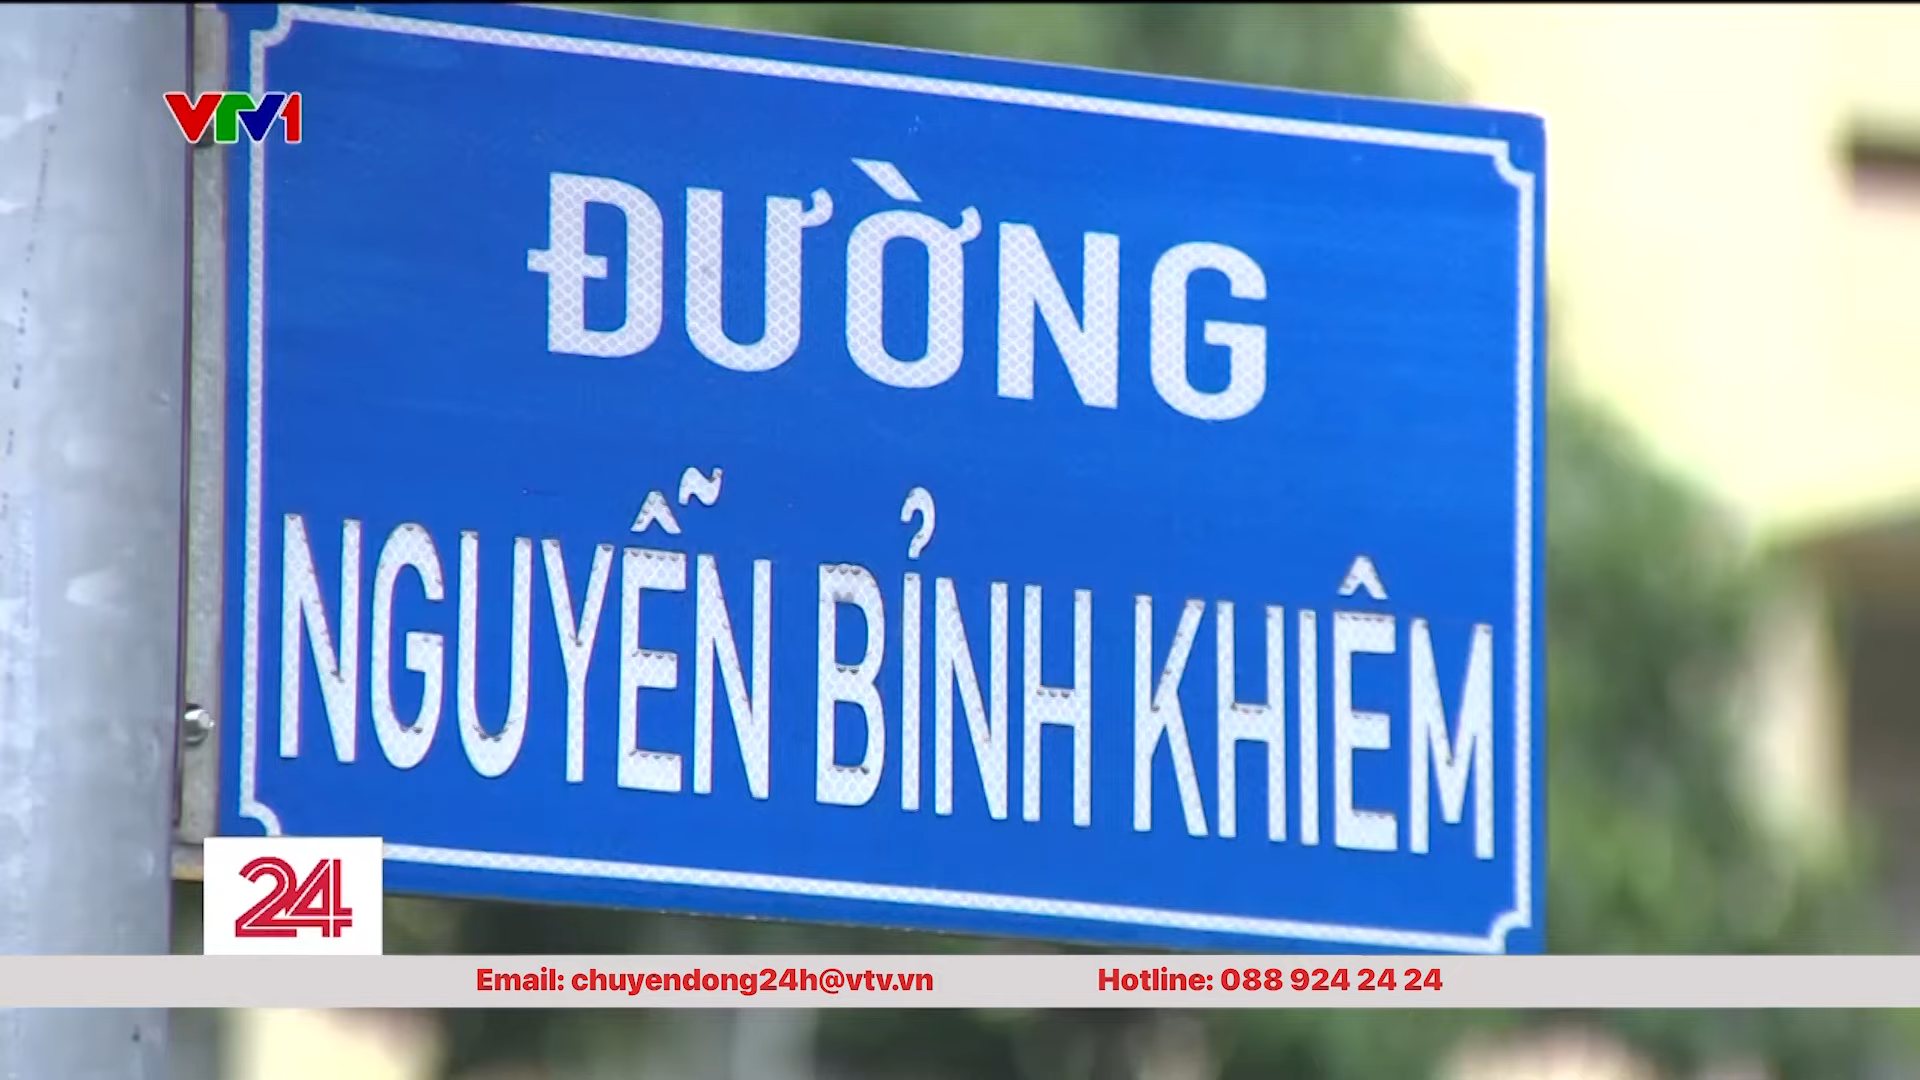 VTV1
ĐƯỜNG
NGUYỄN BỈNH KHIÊM
24
Email: chuyendong24h@vtv.vn
Hotline: 088 924 24 24